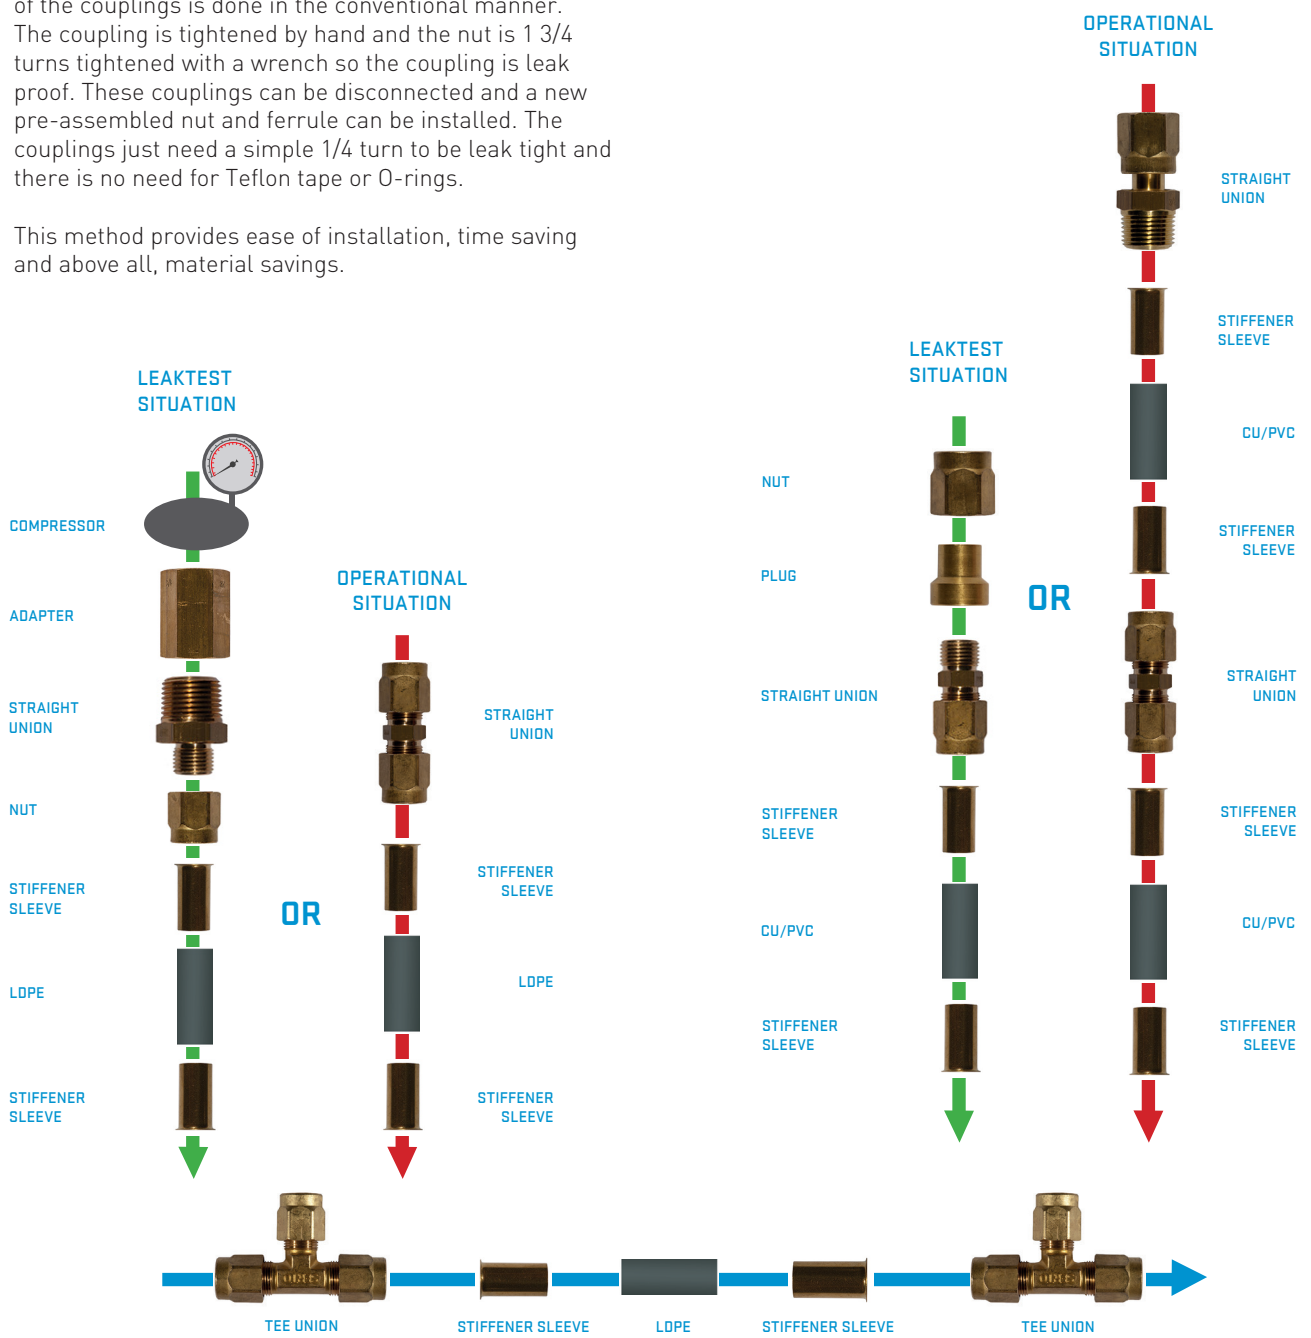 of the couplings is done in the conventional manner.
The coupling is tightened by hand and the nut is 1 3/4
turns tightened with a wrench so the coupling is leak
proof. These couplings can be disconnected and a new
pre-assembled nut and ferrule can be installed. The
couplings just need a simple 1/4 turn to be leak tight and
there is no need for Teflon tape or O-rings.
This method provides ease of installation, time saving
and above all, material savings.
LEAKTEST
SITUATION
COMPRESSOR
ADAPTER
STRAIGHT
UNION
NUT
STIFFENER
SLEEVE
LDPE
STIFFENER
SLEEVE
OR
OPERATIONAL
SITUATION
STRAIGHT
UNION
STIFFENER
SLEEVE
LDPE
STIFFENER
SLEEVE
LEAKTEST
SITUATION
NUT
PLUG
STRAIGHT UNION
STIFFENER
SLEEVE
CU/PVC
STIFFENER
SLEEVE
OR
OPERATIONAL
SITUATION
STRAIGHT
UNION
STIFFENER
SLEEVE
CU/PVC
STIFFENER
SLEEVE
STRAIGHT
UNION
STIFFENER
SLEEVE
CU/PVC
STIFFENER
SLEEVE
TEE UNION
STIFFENER SLEEVE
LDPE
STIFFENER SLEEVE
TEE UNION